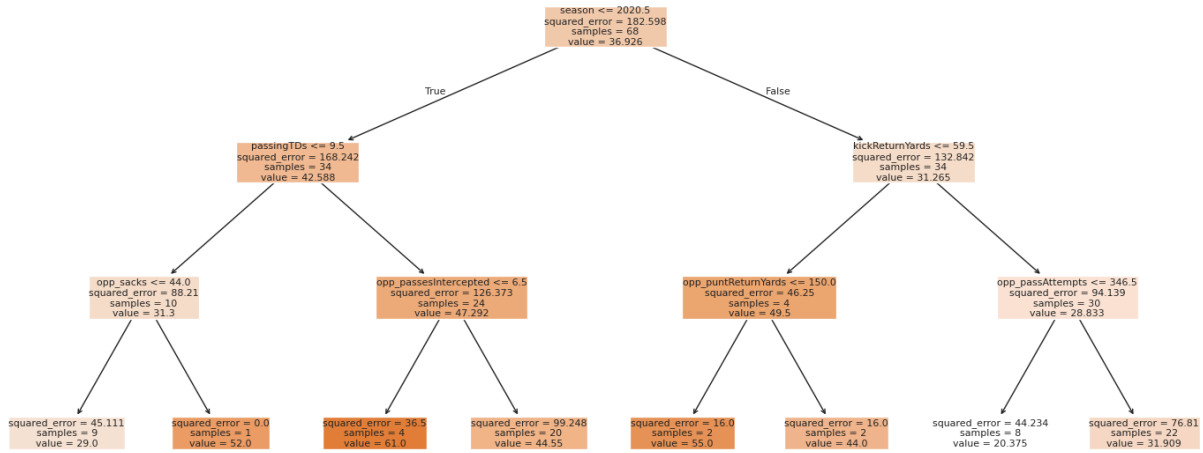 season <= 2020.5
squared_error = 182.598
samples = 68
value = 36.926
True
False
passingTDs <= 9.5
squared_error = 168.242
samples = 34
value = 42.588
kickReturnYards <= 59.5
squared_error = 132.842
samples = 34
value = 31.265
opp_sacks <= 44.0
squared_error = 88.21
samples = 10
value = 31.3
opp_passesIntercepted <= 6.5
squared_error = 126.373
samples = 24
value = 47.292
opp_puntReturnYards <= 150.0
squared_error = 46.25
samples = 4
value = 49.5
opp_passAttempts <= 346.5
squared_error = 94.139
samples = 30
value = 28.833
squared_error = 45.111
samples = 9
value = 29.0
squared_error = 0.0
samples = 1
value = 52.0
squared_error = 36.5
samples = 4
value = 61.0
squared_error = 99.248
samples = 20
value = 44.55
squared_error = 16.0
samples = 2
value = 55.0
squared_error = 16.0
samples = 2
value = 44.0
squared_error = 44.234
samples = 8
value = 20.375
squared_error = 76.81
samples = 22
value = 31.909